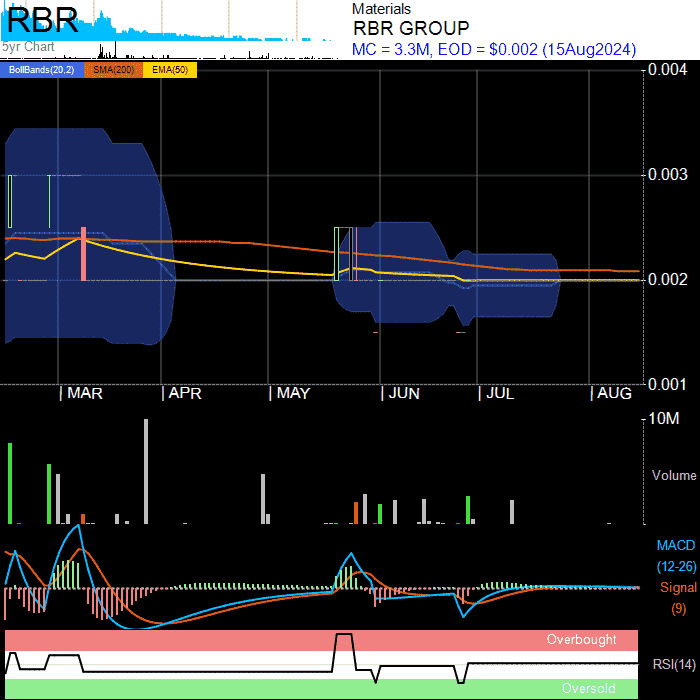 RBR
5yr Chart
Materials
RBR GROUP
MC = 3.3M, EOD = $0.002 (15Aug2024)
BollBands(20,2) SMA(200) EMA(50)
0.004
0.003
0.002
0.001
MAR APR MAY JUN JUL AUG
10M
Volume
MACD
(12-26)
Signal
(9)
Overbought
RSI(14)
Oversold